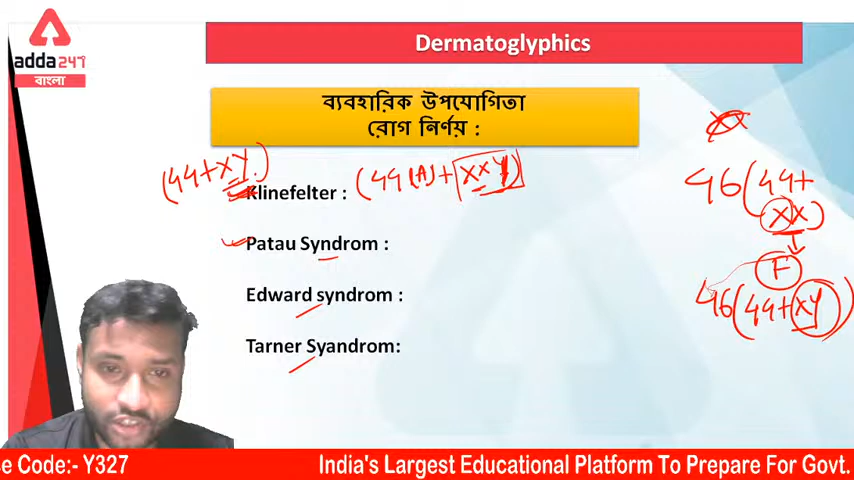 Dermatoglyphics
adda247
বাংলা
ব্যবহারিক উপযোগিতা
রোগ নির্ণয় :
(44+XY)
Klinefelter : (44(A)+XXY)
Patau Syndrom :
Edward syndrom :
Tarner Syandrom:
46(44+
XX)
F
46(44+XY)
se Code:- Y327
India's Largest Educational Platform To Prepare For Govt.